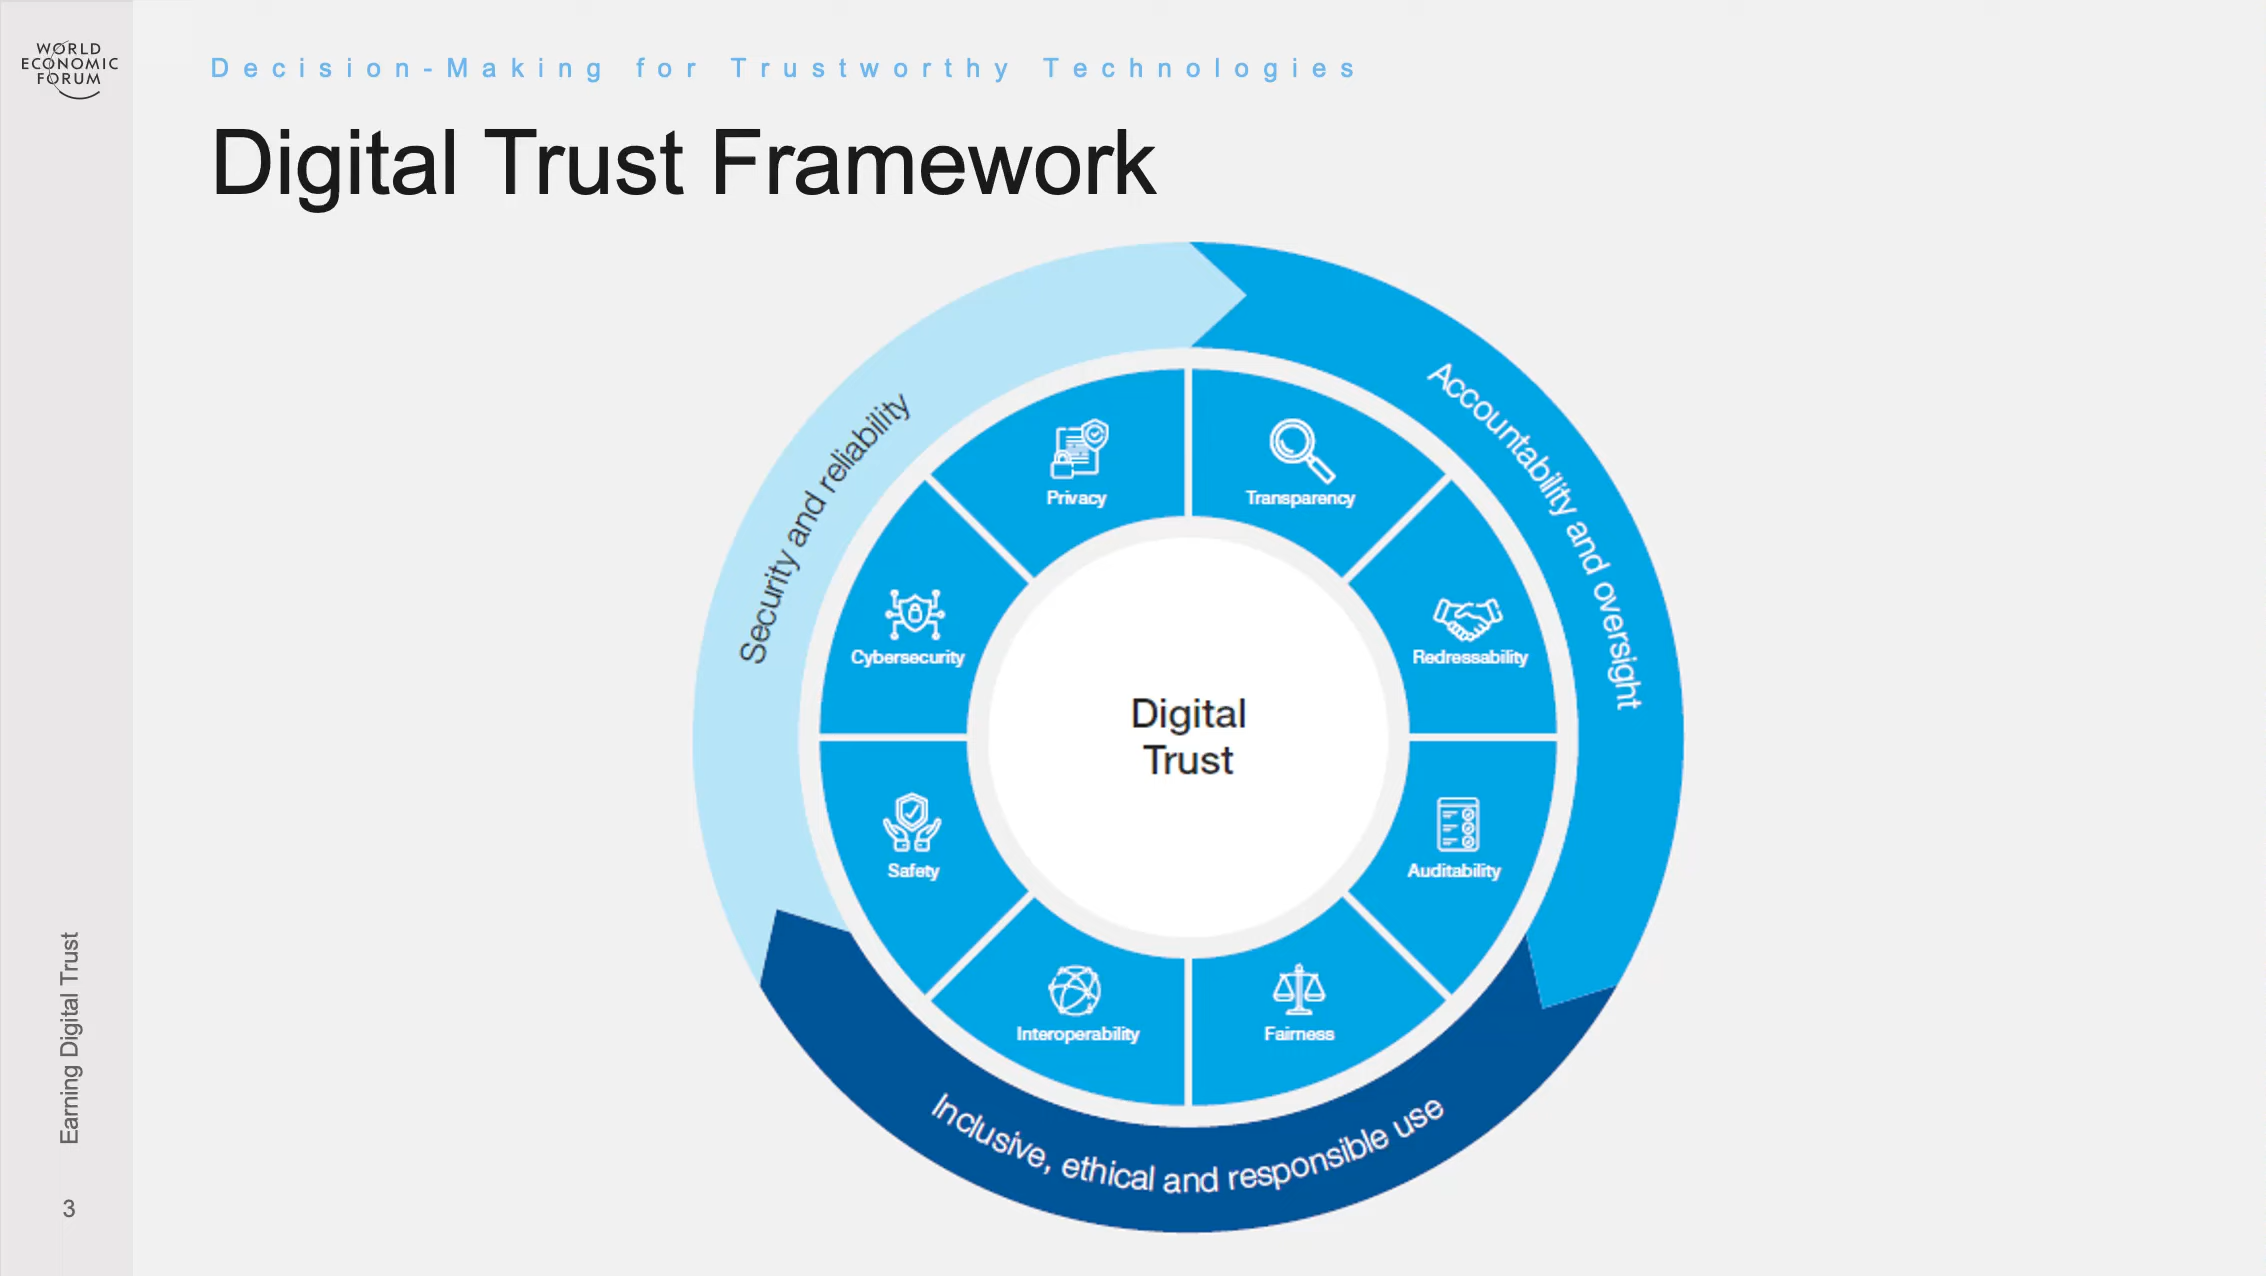 WORLD
ECONOMIC
FORUM
Decision-Making for Trustworthy Technologies
Digital Trust Framework
Security and reliability
Accountability and oversight
Inclusive, ethical and responsible use
Privacy
Transparency
Cybersecurity
Redressability
Digital
Trust
Safety
Auditability
Interoperability
Fairness
Earning Digital Trust
3